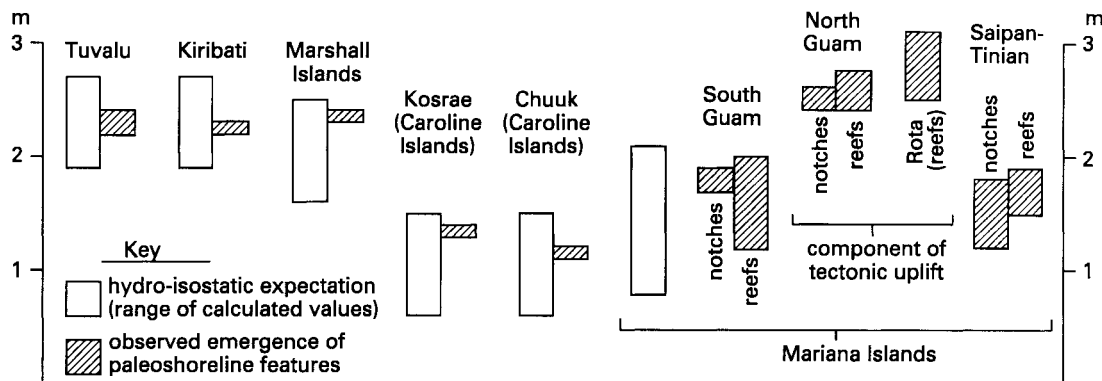 m
3
2
1
Tuvalu
Kiribati
Marshall
Islands
Kosrae
(Caroline
Islands)
Chuuk
(Caroline
Islands)
South
Guam
notches
reefs
North
Guam
notches
reefs
Rota
(reefs)
Saipan-
Tinian
notches
reefs
component of
tectonic uplift
Mariana Islands
m
3
2
1
Key
hydro-isostatic expectation
(range of calculated values)
observed emergence of
paleoshoreline features